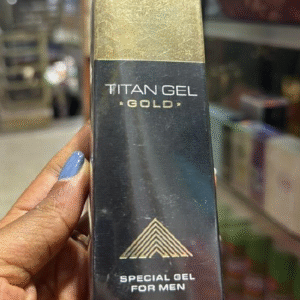 TITAN GEL
GOLD
SPECIAL GEL
FOR MEN